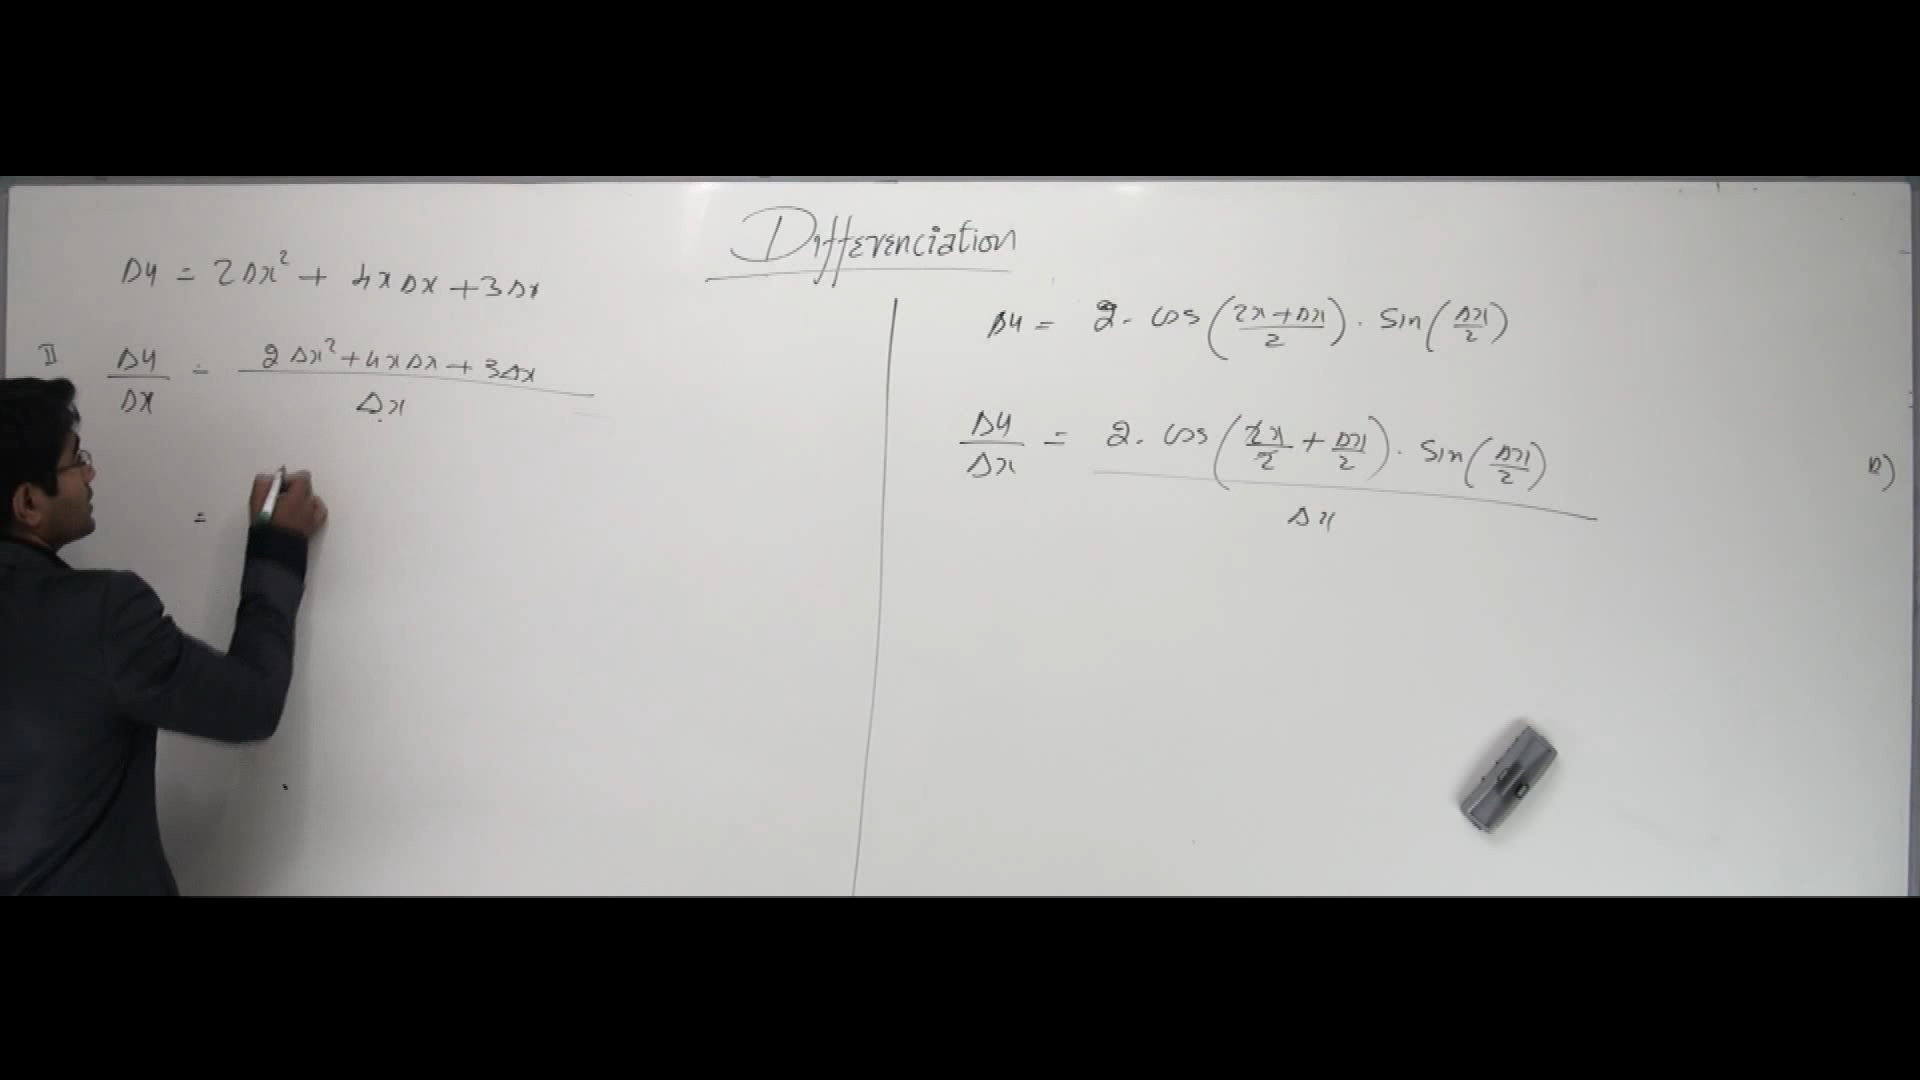 Differenciation
Δy = 2Δx² + 4xΔx + 3Δx
II Δy/Δx = (2Δx² + 4xΔx + 3Δx)/Δx
=
Δy = 2. cos((2x+Δx)/2) . sin(Δx/2)
Δy/Δx = (2. cos(2x/2 + Δx/2) . sin(Δx/2))/Δx